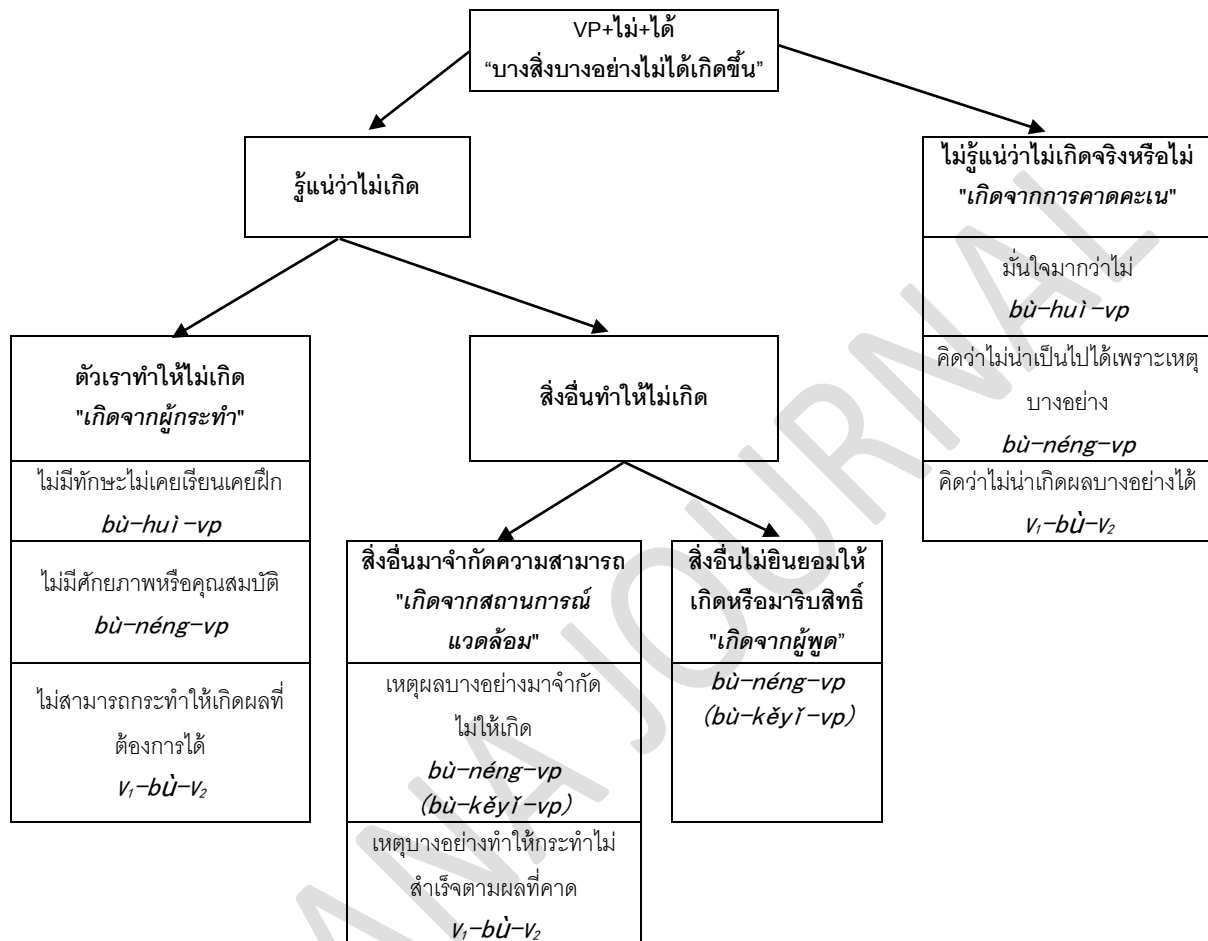 VP+ไม่+ได้
“บางสิ่งบางอย่างไม่ได้เกิดขึ้น”
รู้แน่ว่าไม่เกิด
ไม่รู้แน่ว่าไม่เกิดจริงหรือไม่
"เกิดจากการคาดคะเน"
มั่นใจมากว่าไม่
bù-huì-vp
คิดว่าไม่น่าเป็นไปได้เพราะเหตุ
บางอย่าง
bù-néng-vp
คิดว่าไม่น่าเกิดผลบางอย่างได้
V₁-bù-V₂
ตัวเราทำให้ไม่เกิด
"เกิดจากผู้กระทำ"
ไม่มีทักษะไม่เคยเรียนเคยฝึก
bù-huì-vp
ไม่มีศักยภาพหรือคุณสมบัติ
bù-néng-vp
ไม่สามารถกระทำให้เกิดผลที่
ต้องการได้
V₁-bù-V₂
สิ่งอื่นทำให้ไม่เกิด
สิ่งอื่นมาจำกัดความสามารถ
"เกิดจากสถานการณ์
แวดล้อม"
เหตุผลบางอย่างมาจำกัด
ไม่ให้เกิด
bù-néng-vp
(bù-kěyǐ-vp)
เหตุบางอย่างทำให้กระทำไม่
สำเร็จตามผลที่คาด
V₁-bù-V₂
สิ่งอื่นไม่ยินยอมให้
เกิดหรือมาริบสิทธิ์
"เกิดจากผู้พูด”
bù-néng-vp
(bù-kěyǐ-vp)
ANA JOURNAL